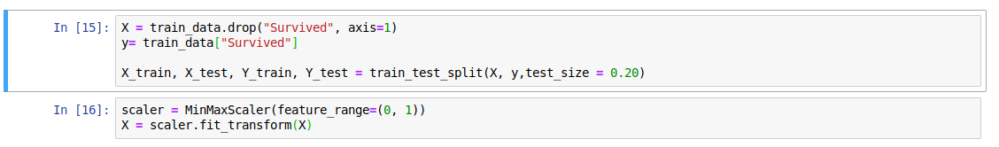 In [15]: X = train_data.drop("Survived", axis=1)
y= train_data["Survived"]
X_train, X_test, Y_train, Y_test = train_test_split(X, y,test_size = 0.20)
In [16]: scaler = MinMaxScaler(feature_range=(0, 1))
X = scaler.fit_transform(X)